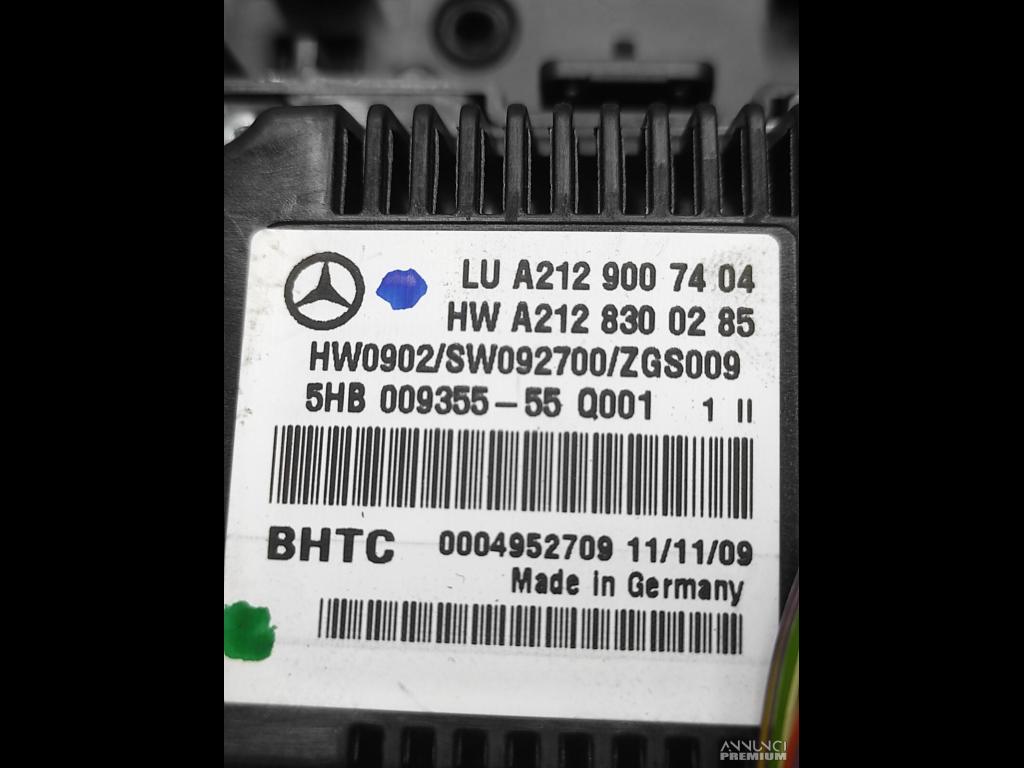 LU A212 900 74 04
HW A212 830 02 85
HW0902/SW092700/ZGS009
5HB 009355-55 Q001 1 II
BHTC 0004952709 11/11/09
Made in Germany
ANNUNCI
PREMIUM